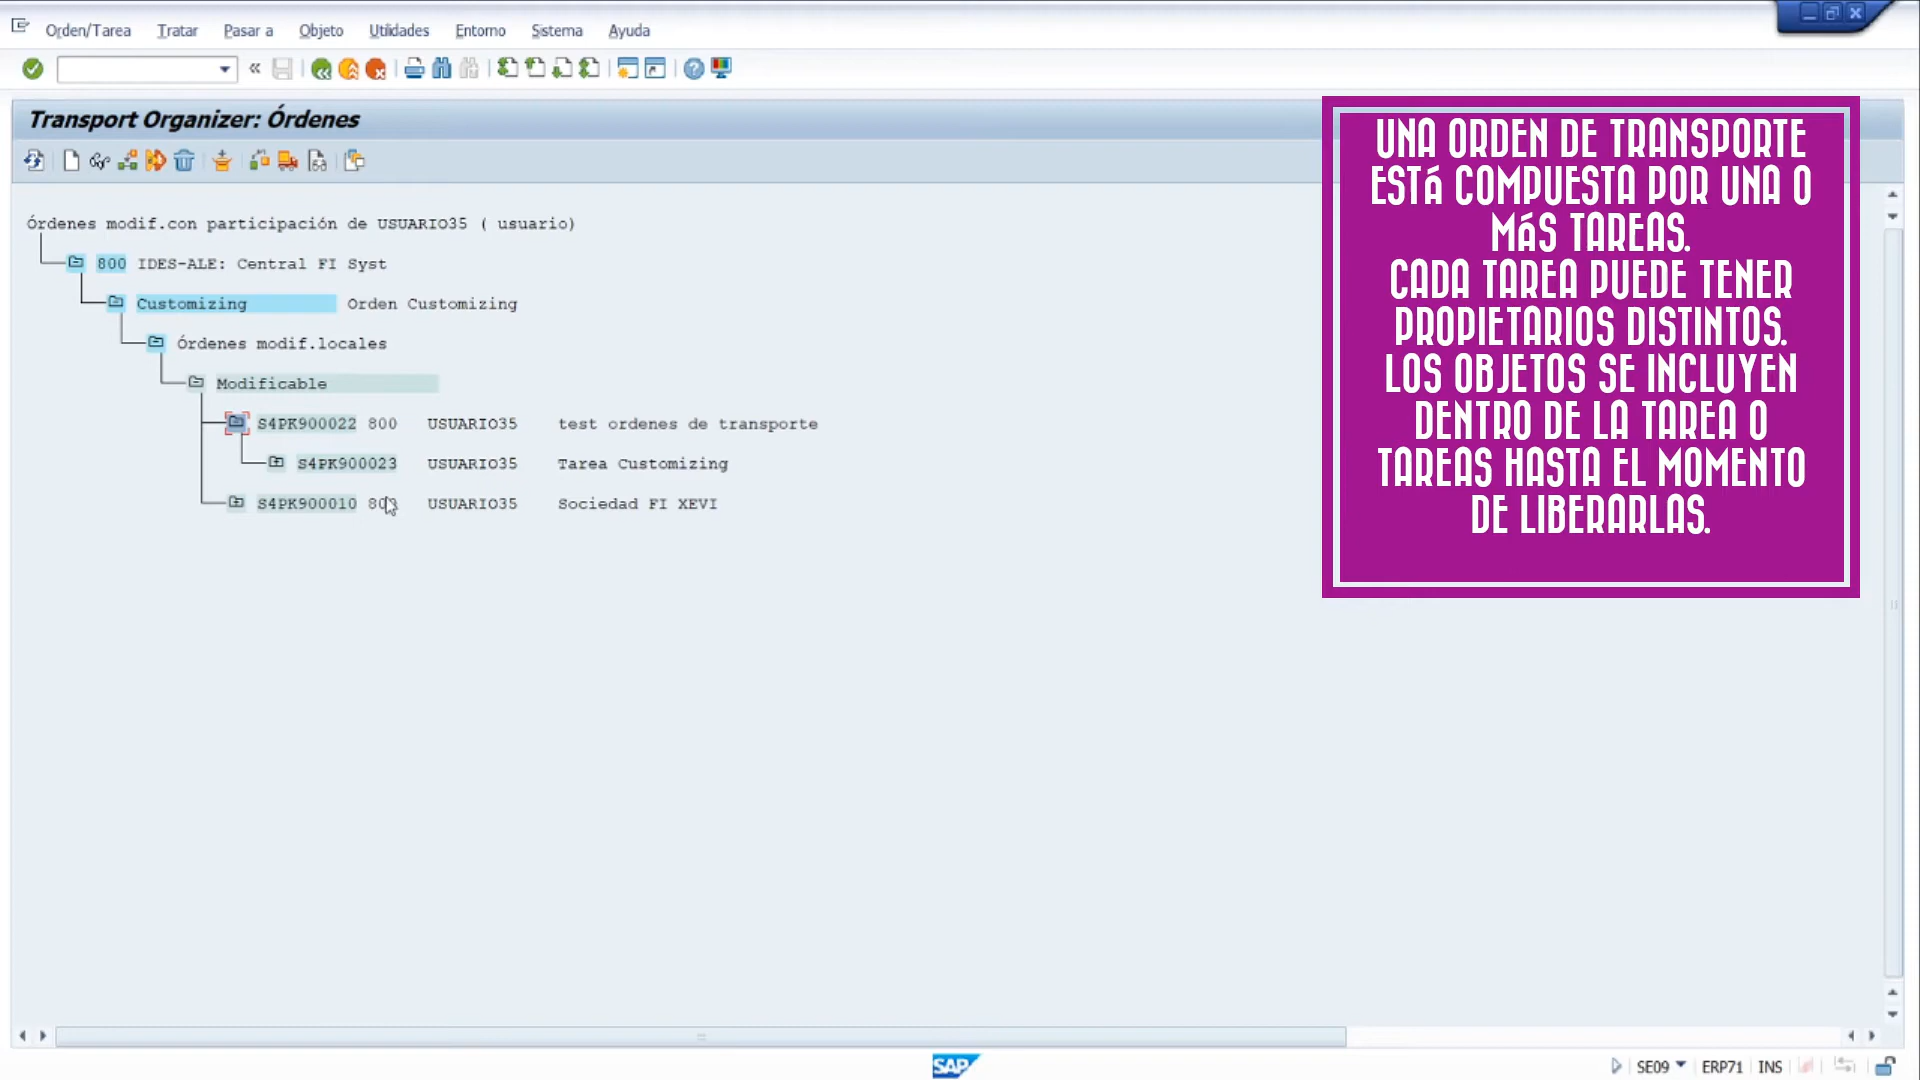 Orden/Tarea Tratar Pasar a Objeto Utilidades Entorno Sistema Ayuda
Transport Organizer: Órdenes
Órdenes modif.con participación de USUARIO35 ( usuario)
800 IDES-ALE: Central FI Syst
Customizing Orden Customizing
Órdenes modif.locales
Modificable
S4PK900022 800 USUARIO35 test ordenes de transporte
S4PK900023 USUARIO35 Tarea Customizing
S4PK900010 800 USUARIO35 Sociedad FI XEVI
UNA ORDEN DE TRANSPORTE
ESTá COMPUESTA POR UNA O
MáS TAREAS.
CADA TAREA PUEDE TENER
PROPIETARIOS DISTINTOS.
LOS OBJETOS SE INCLUYEN
DENTRO DE LA TAREA O
TAREAS HASTA EL MOMENTO
DE LIBERARLAS.
SAP
SE09 ERP71 INS